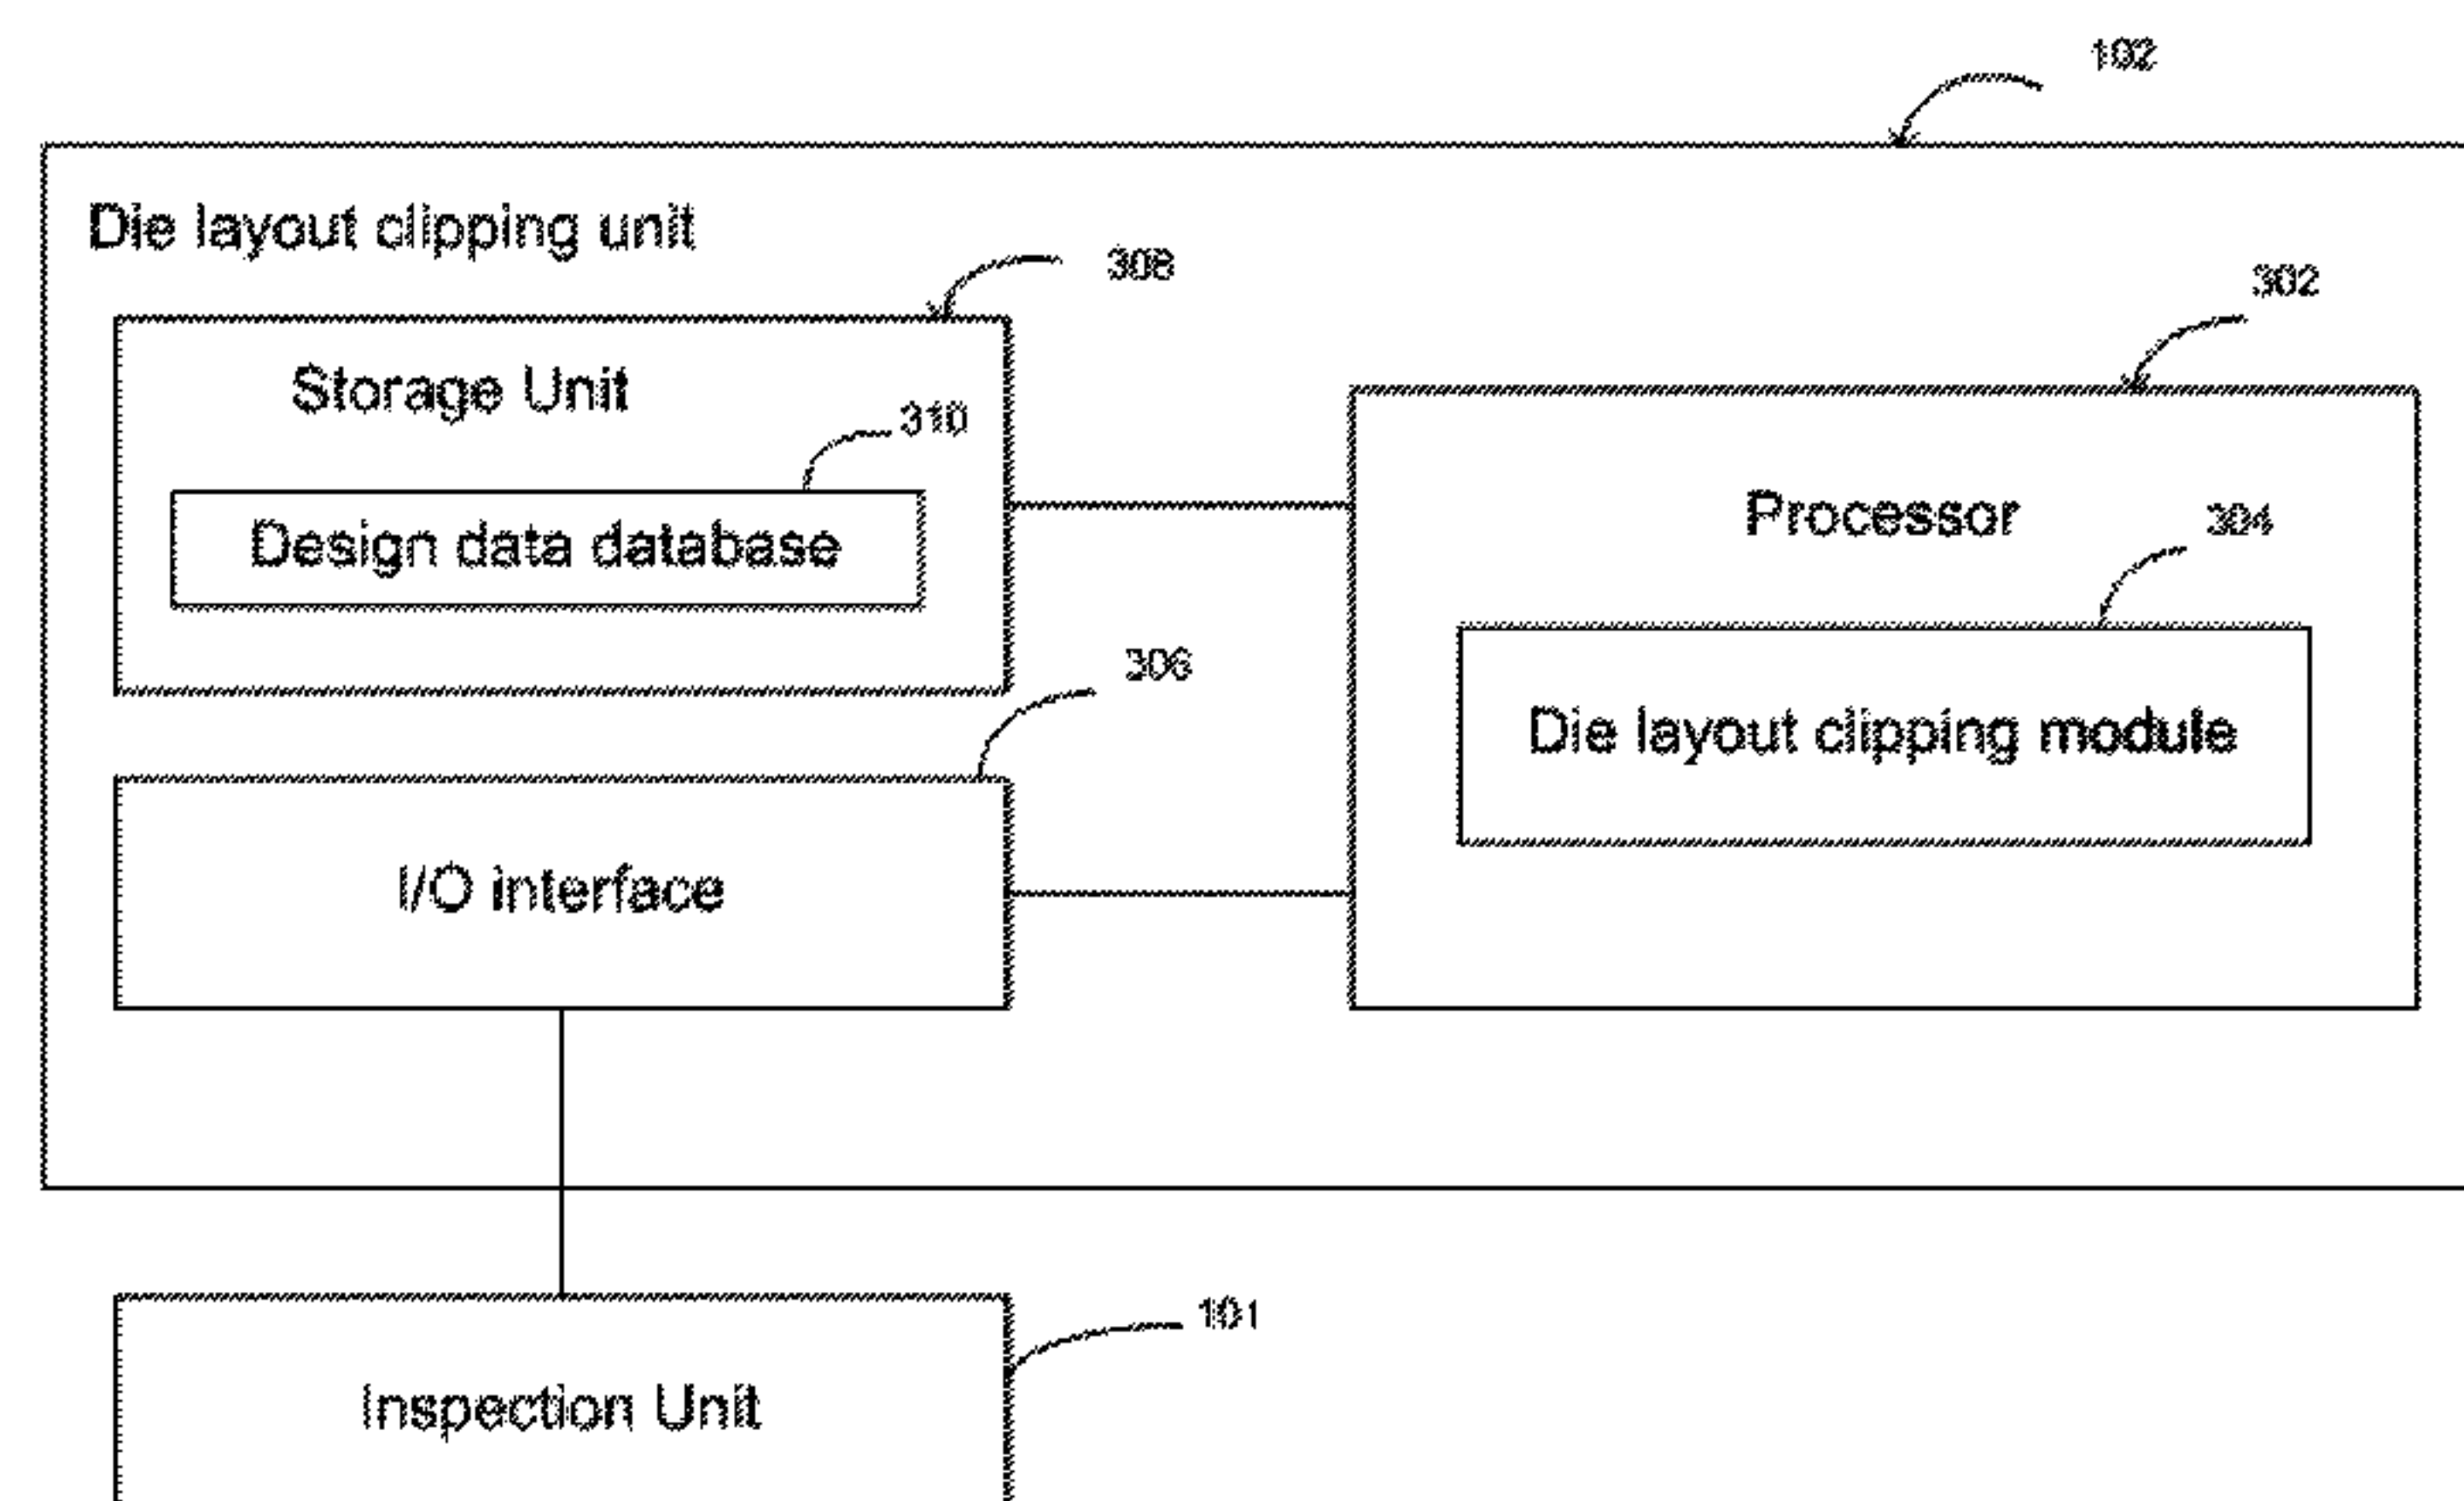 102
Die layout clipping unit
308
302
Storage Unit
310
Processor
304
Design data database
306
Die layout clipping module
I/O interface
101
Inspection Unit